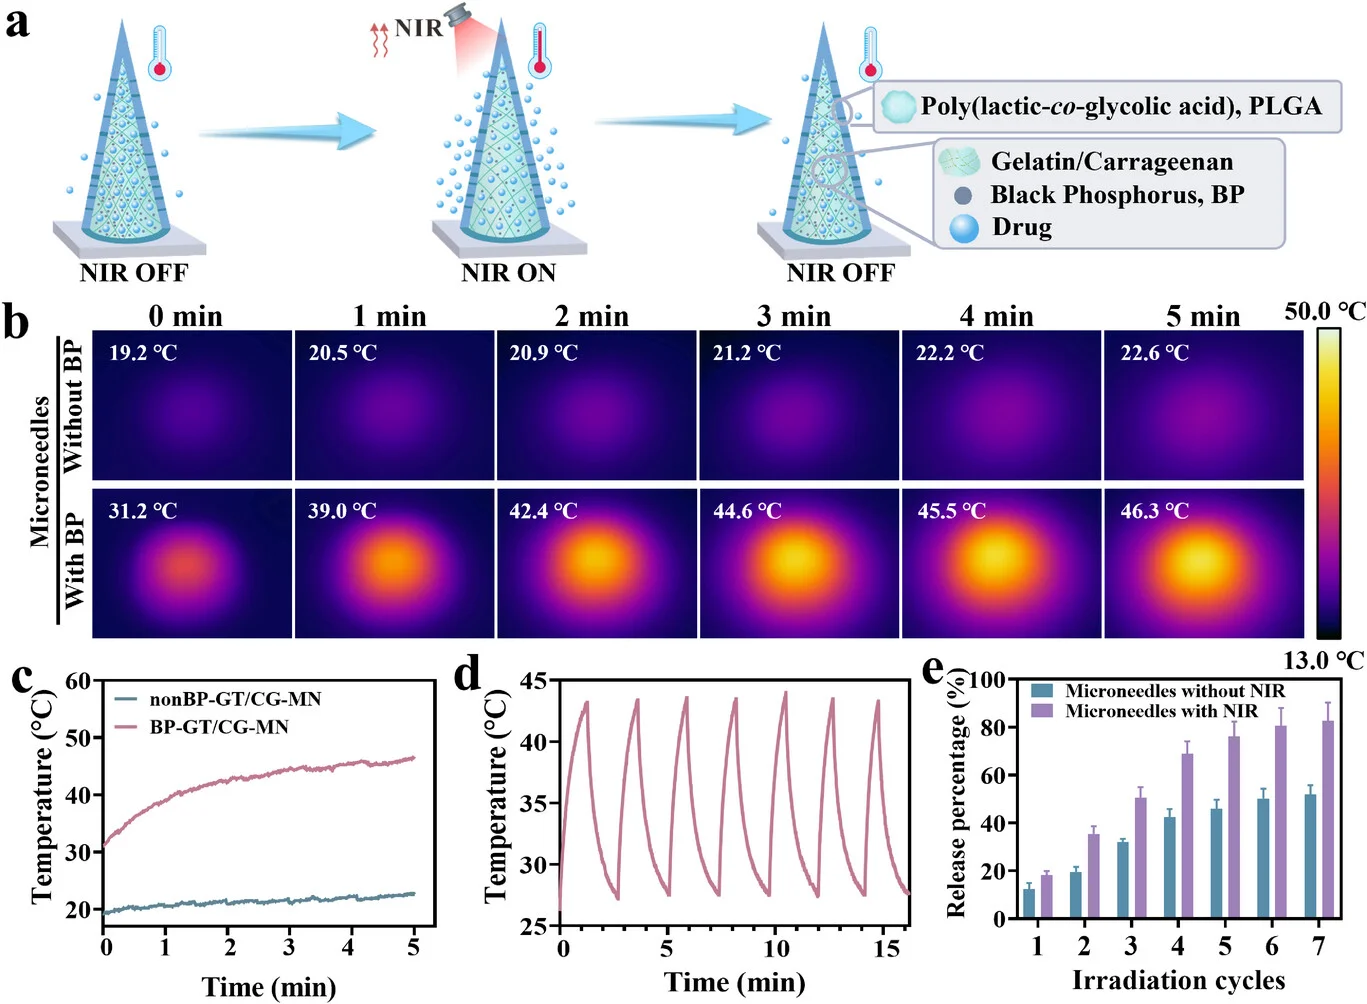 a
NIR
NIR OFF
NIR ON
NIR OFF
Poly(lactic-co-glycolic acid), PLGA
Gelatin/Carrageenan
Black Phosphorus, BP
Drug
b
0 min 1 min 2 min 3 min 4 min 5 min
50.0 °C
Microneedles
Without BP
19.2 °C 20.5 °C 20.9 °C 21.2 °C 22.2 °C 22.6 °C
With BP
31.2 °C 39.0 °C 42.4 °C 44.6 °C 45.5 °C 46.3 °C
13.0 °C
c
Temperature (°C)
60
50
40
30
20
nonBP-GT/CG-MN
BP-GT/CG-MN
0 1 2 3 4 5
Time (min)
d
Temperature (°C)
45
40
35
30
25
0 5 10 15
Time (min)
e
Release percentage (%)
100
80
60
40
20
0
Microneedles without NIR
Microneedles with NIR
1 2 3 4 5 6 7
Irradiation cycles